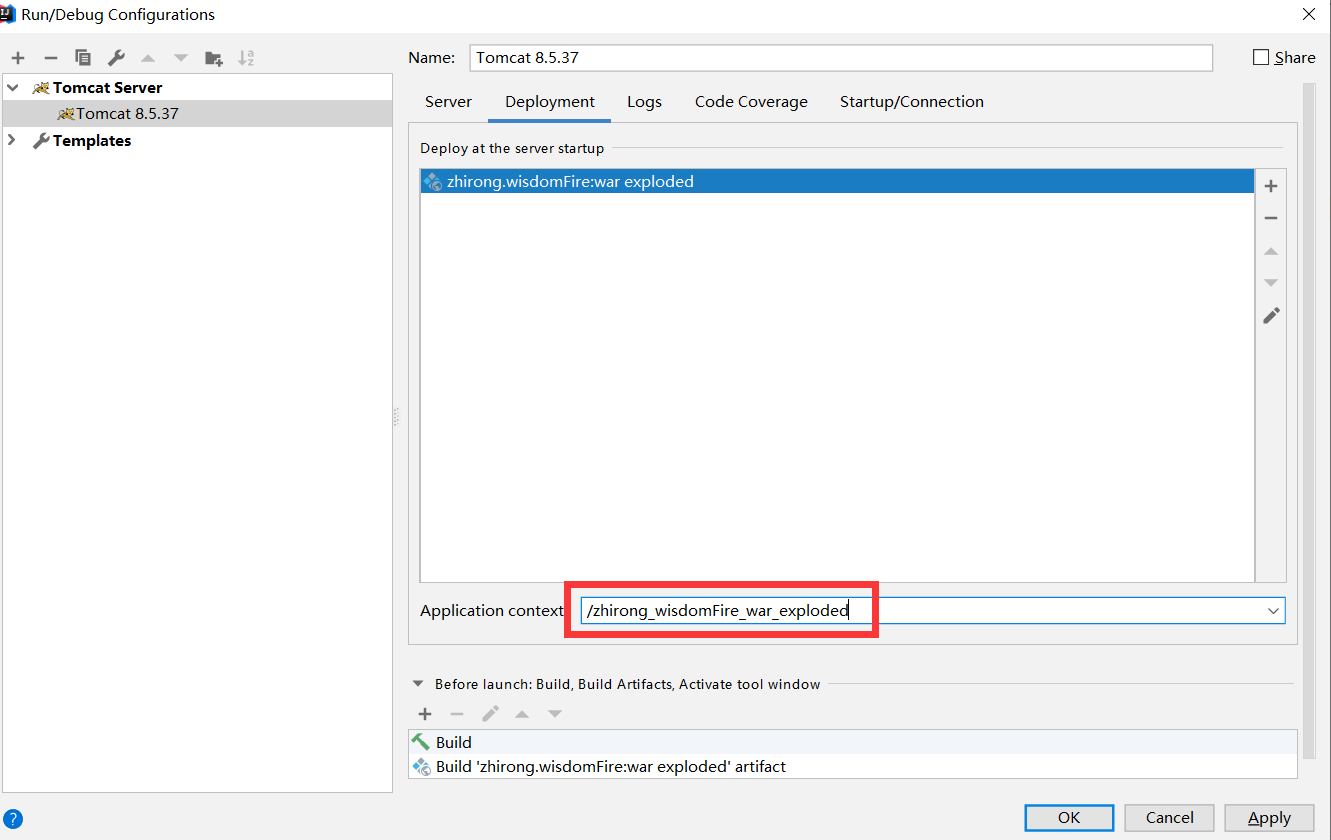 Run/Debug Configurations
Name: Tomcat 8.5.37 Share
Tomcat Server
Tomcat 8.5.37
Templates
Server Deployment Logs Code Coverage Startup/Connection
Deploy at the server startup
zhirong.wisdomFire:war exploded
Application context /zhirong_wisdomFire_war_exploded
Before launch: Build, Build Artifacts, Activate tool window
Build
Build 'zhirong.wisdomFire:war exploded' artifact
? OK Cancel Apply